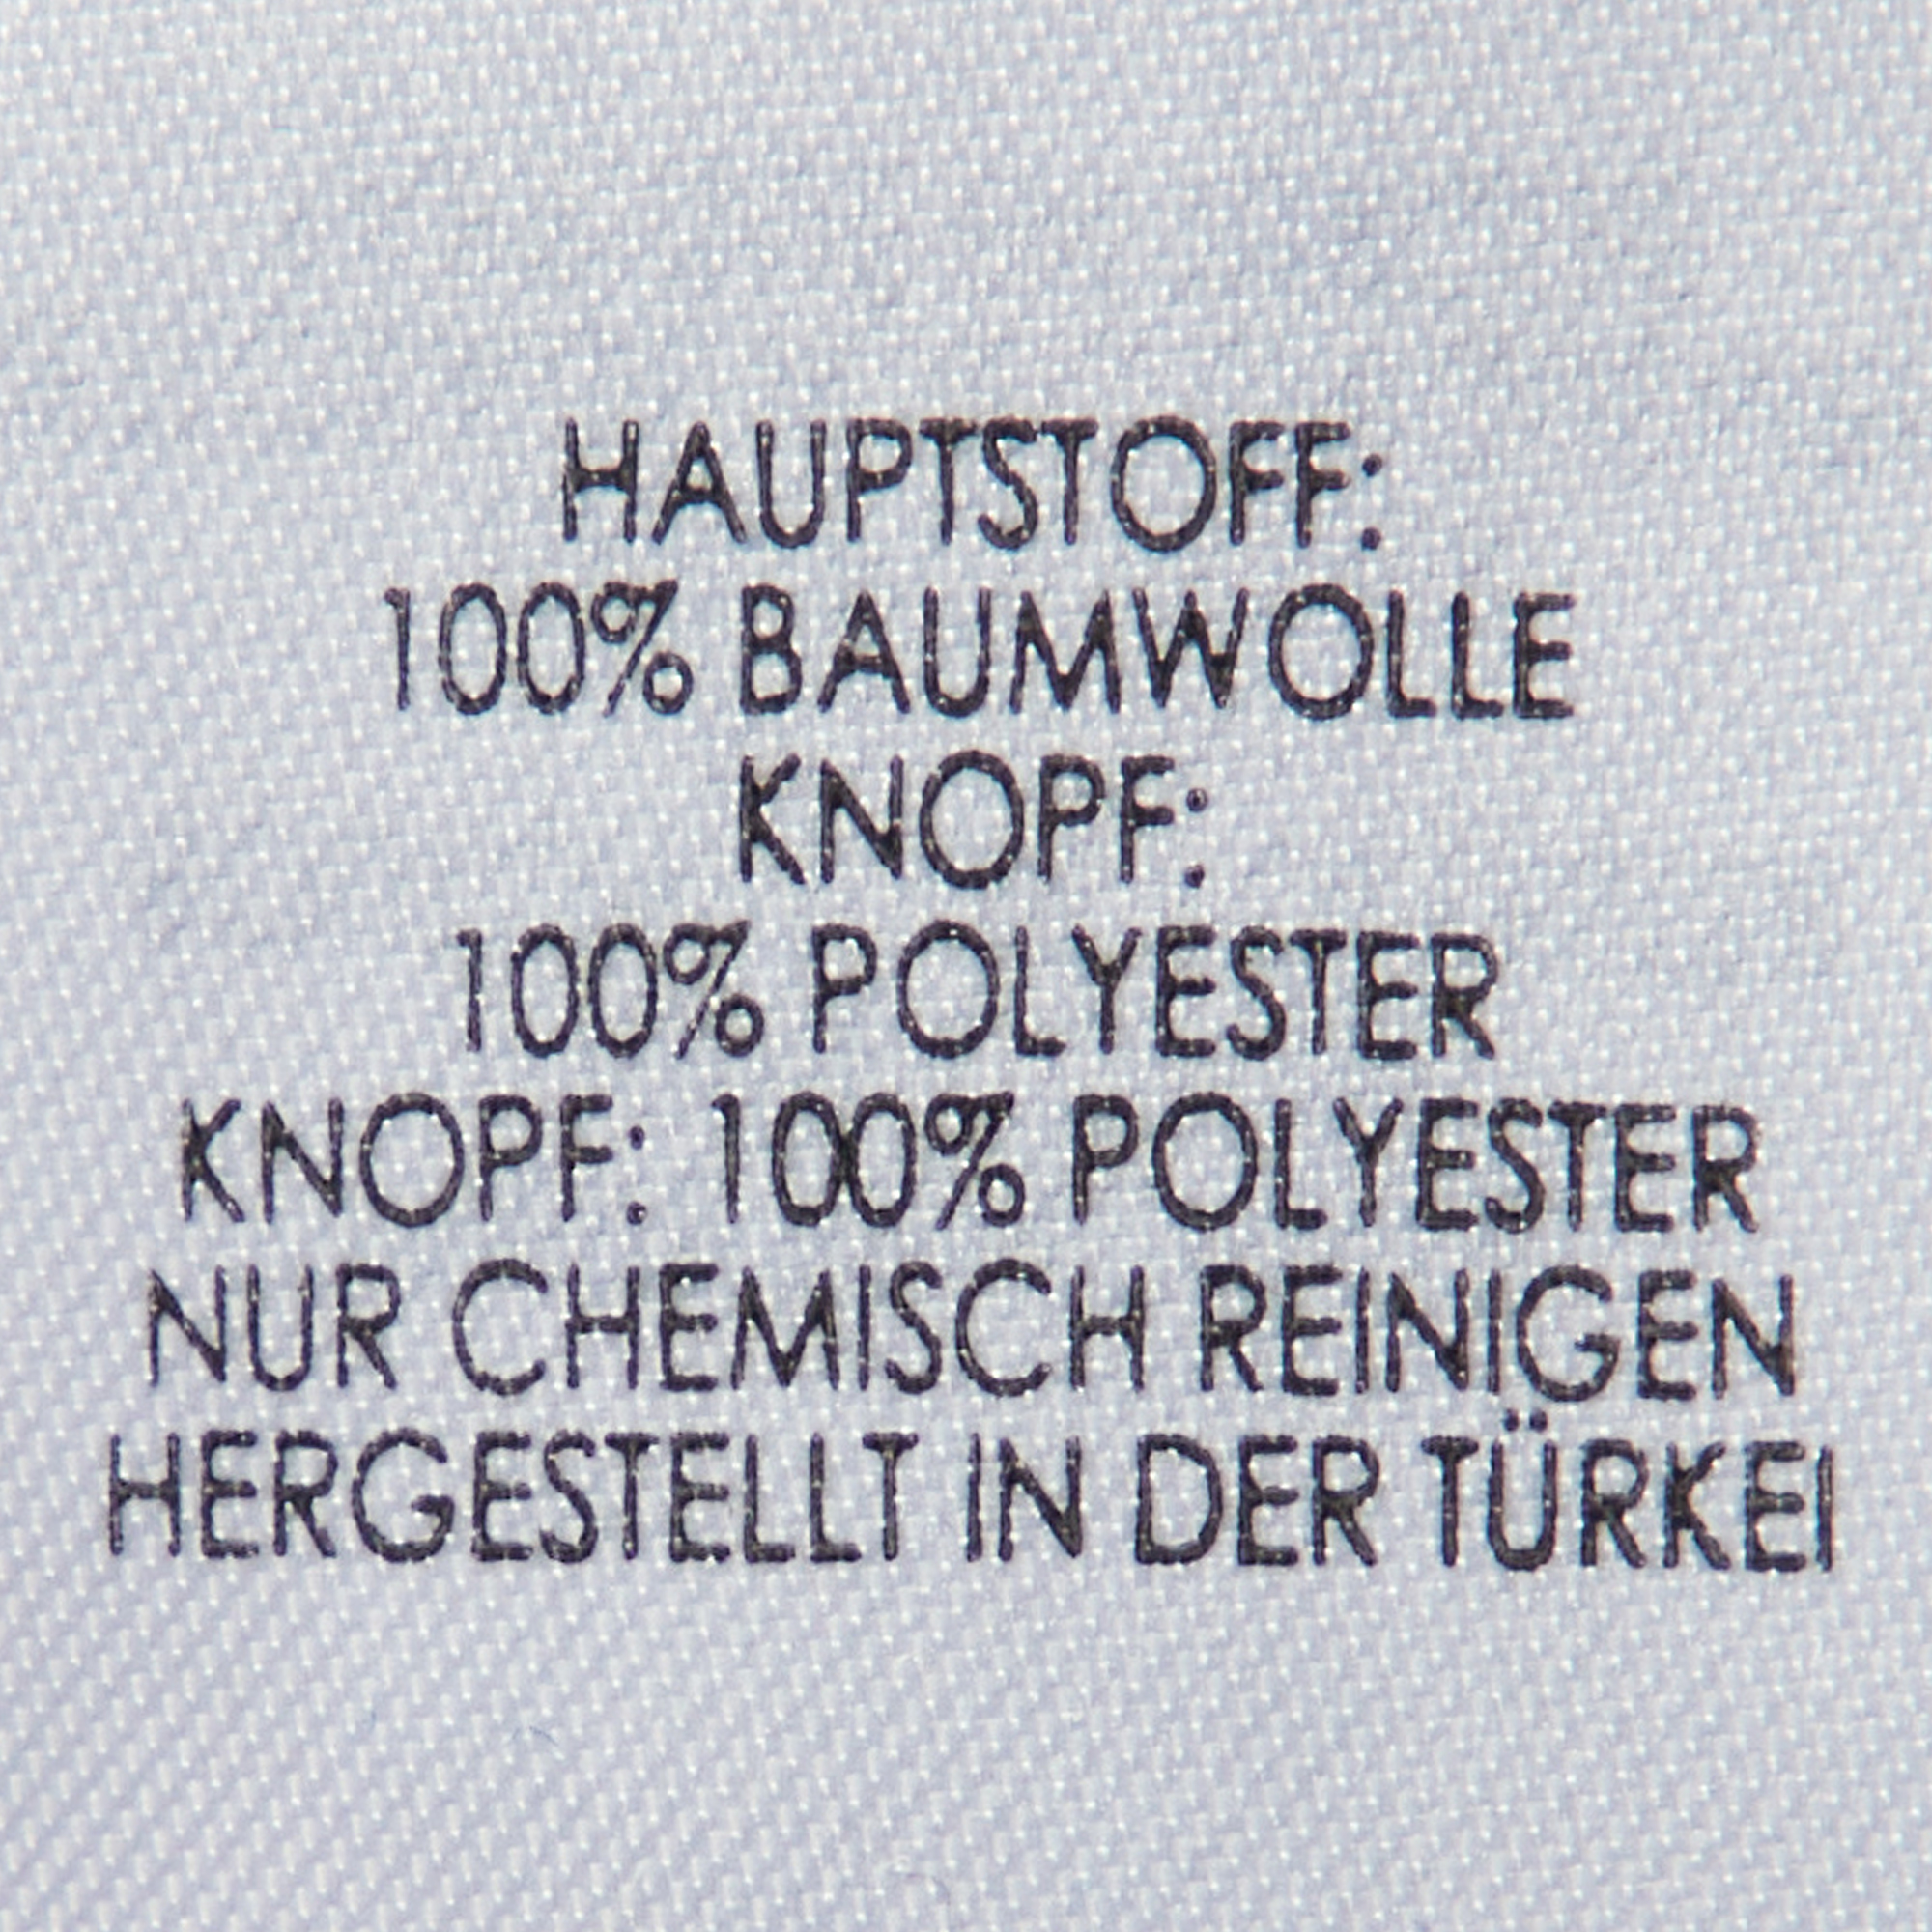 HAUPTSTOFF:
100% BAUMWOLLE
KNOPF:
100% POLYESTER
KNOPF: 100% POLYESTER
NUR CHEMISCH REINIGEN
HERGESTELLT IN DER TÜRKEI